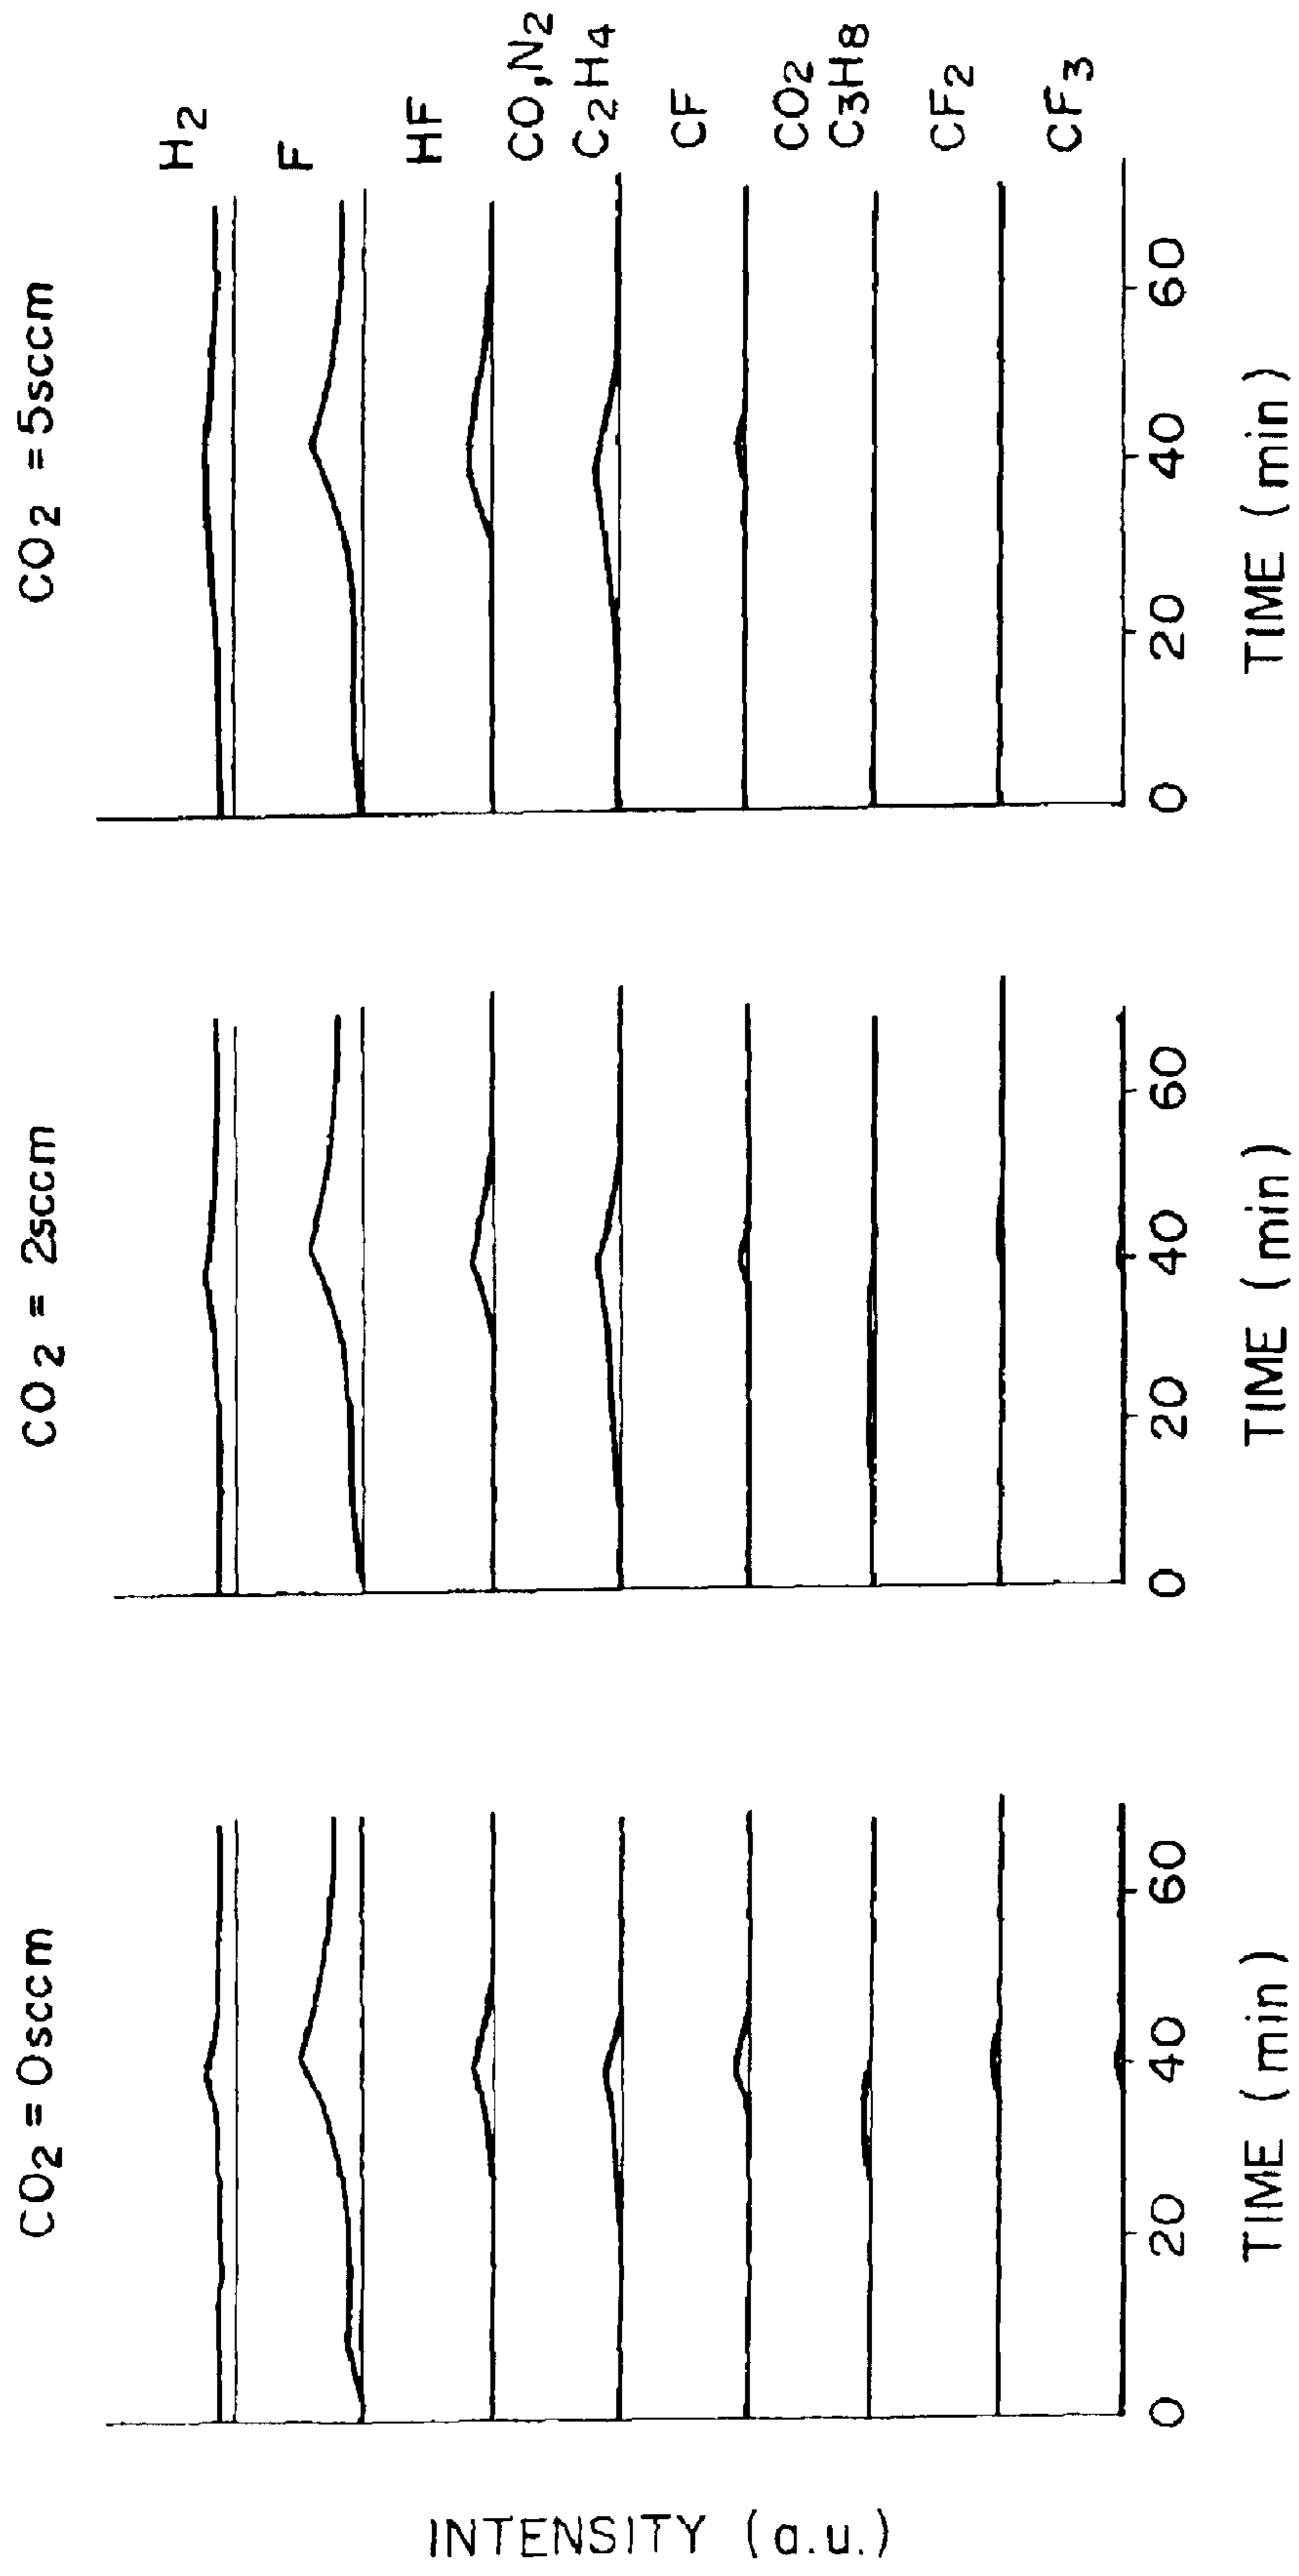 CO₂ = 0sccm
CO₂ = 2sccm
CO₂ = 5sccm
INTENSITY (a.u.)
H₂
F
HF
CO,N₂
C₂H₄
CF
CO₂
C₃H₈
CF₂
CF₃
0 20 40 60
0 20 40 60
0 20 40 60
TIME (min)
TIME (min)
TIME (min)